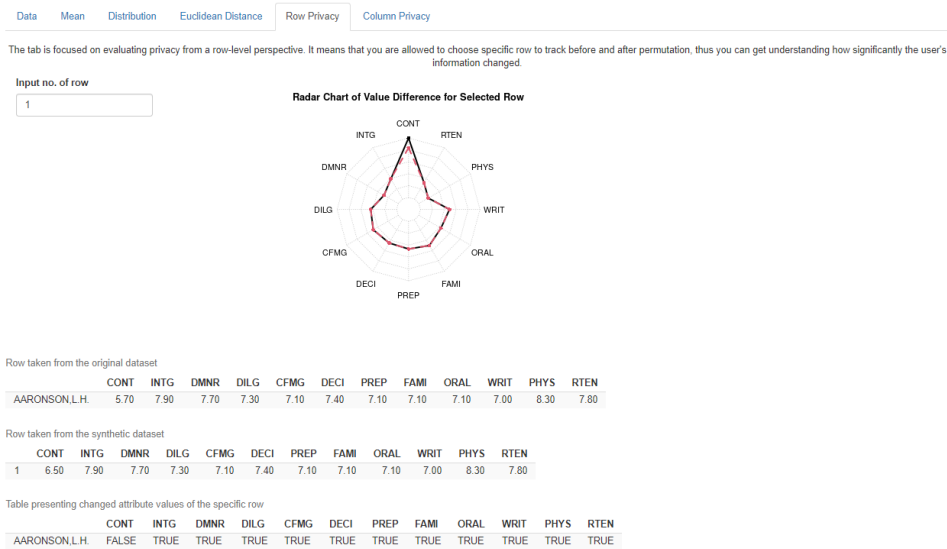 Data Mean Distribution Euclidean Distance Row Privacy Column Privacy
The tab is focused on evaluating privacy from a row-level perspective. It means that you are allowed to choose specific row to track before and after permutation, thus you can get understanding how significantly the user's
information changed.
Input no. of row
1
Radar Chart of Value Difference for Selected Row
CONT
INTG RTEN
DMNR PHYS
DILG WRIT
CFMG ORAL
DECI FAMI
PREP
Row taken from the original dataset
CONT INTG DMNR DILG CFMG DECI PREP FAMI ORAL WRIT PHYS RTEN
AARONSON,L.H. 5.70 7.90 7.70 7.30 7.10 7.40 7.10 7.10 7.10 7.00 8.30 7.80
Row taken from the synthetic dataset
CONT INTG DMNR DILG CFMG DECI PREP FAMI ORAL WRIT PHYS RTEN
1 6.50 7.90 7.70 7.30 7.10 7.40 7.10 7.10 7.10 7.00 8.30 7.80
Table presenting changed attribute values of the specific row
CONT INTG DMNR DILG CFMG DECI PREP FAMI ORAL WRIT PHYS RTEN
AARONSON,L.H. FALSE TRUE TRUE TRUE TRUE TRUE TRUE TRUE TRUE TRUE TRUE TRUE